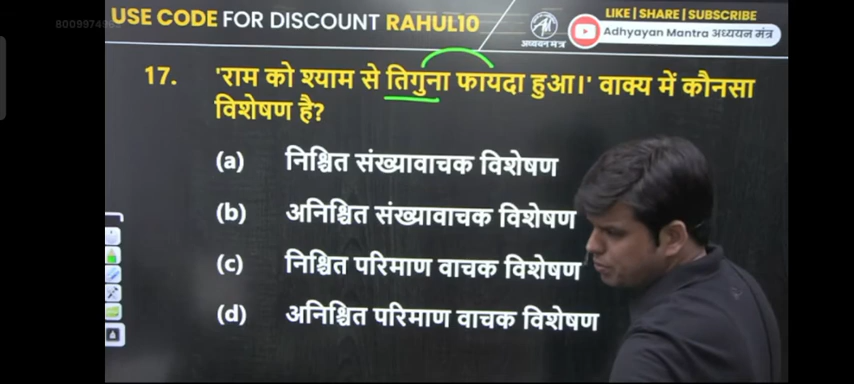 8009974
USE CODE FOR DISCOUNT RAHUL10
अध्ययन मंत्र
LIKE | SHARE | SUBSCRIBE
Adhyayan Mantra अध्ययन मंत्र
17. 'राम को श्याम से तिगुना फायदा हुआ।' वाक्य में कौनसा
विशेषण है?
(a) निश्चित संख्यावाचक विशेषण
(b) अनिश्चित संख्यावाचक विशेषण
(c) निश्चित परिमाण वाचक विशेषण
(d) अनिश्चित परिमाण वाचक विशेषण